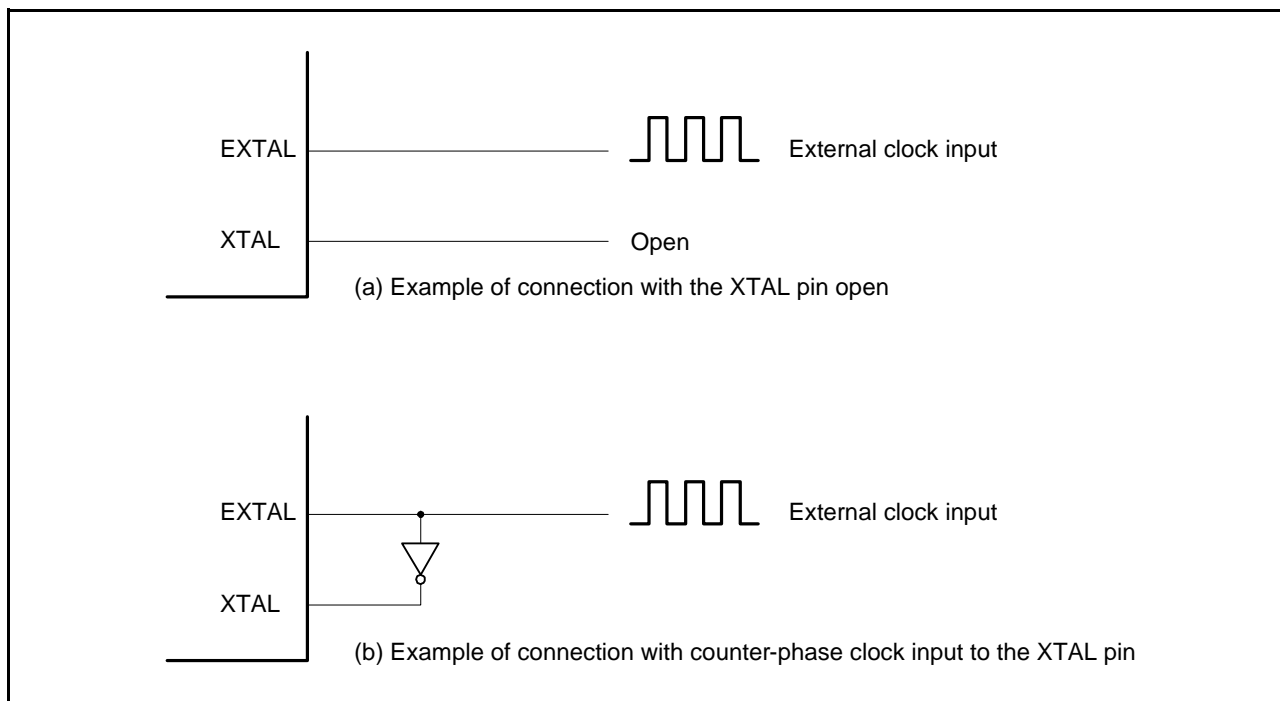 EXTAL
External clock input
XTAL
Open
(a) Example of connection with the XTAL pin open
EXTAL
External clock input
XTAL
(b) Example of connection with counter-phase clock input to the XTAL pin